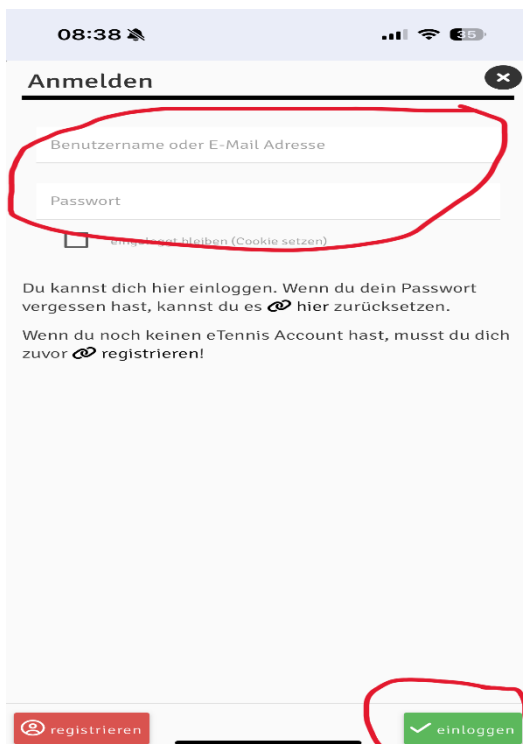 08:38
35
Anmelden
Benutzername oder E-Mail Adresse
Passwort
eingeloggt bleiben (Cookie setzen)
Du kannst dich hier einloggen. Wenn du dein Passwort
vergessen hast, kannst du es hier zurücksetzen.
Wenn du noch keinen eTennis Account hast, musst du dich
zuvor registrieren!
registrieren
einloggen